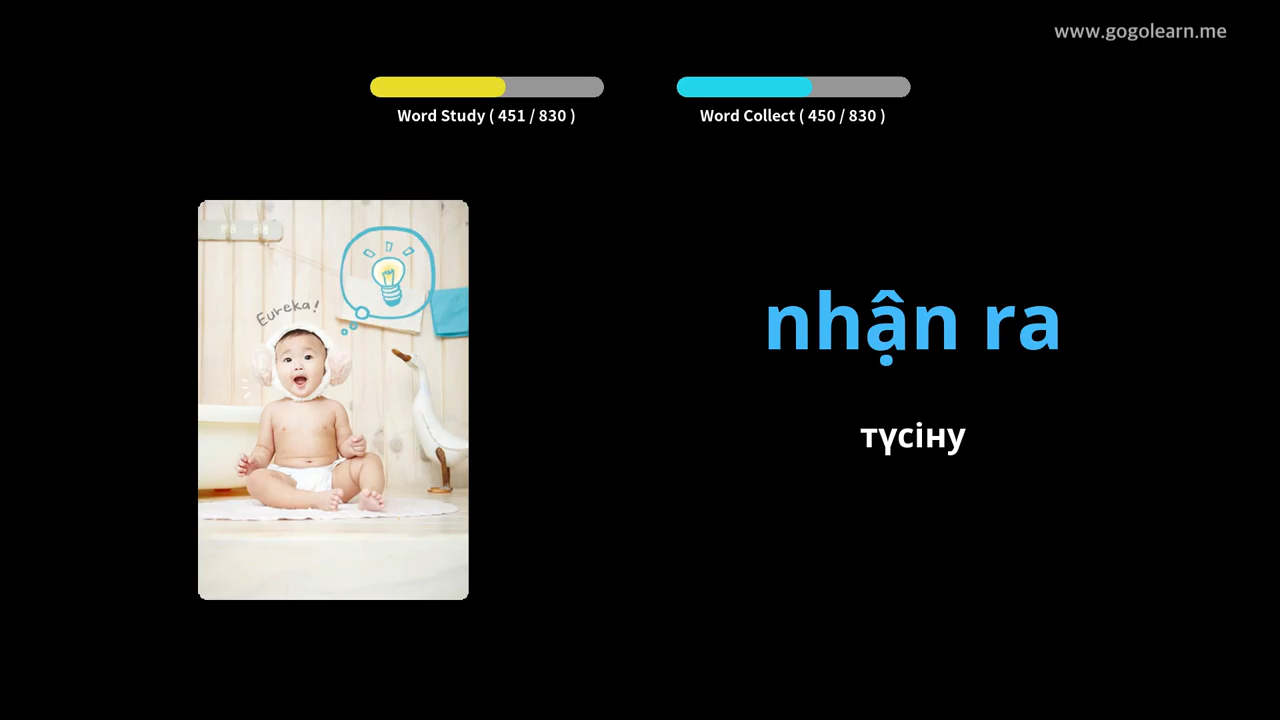 www.gogolearn.me
Word Study ( 451 / 830 )
Word Collect ( 450 / 830 )
Eureka!
nhận ra
түсіну